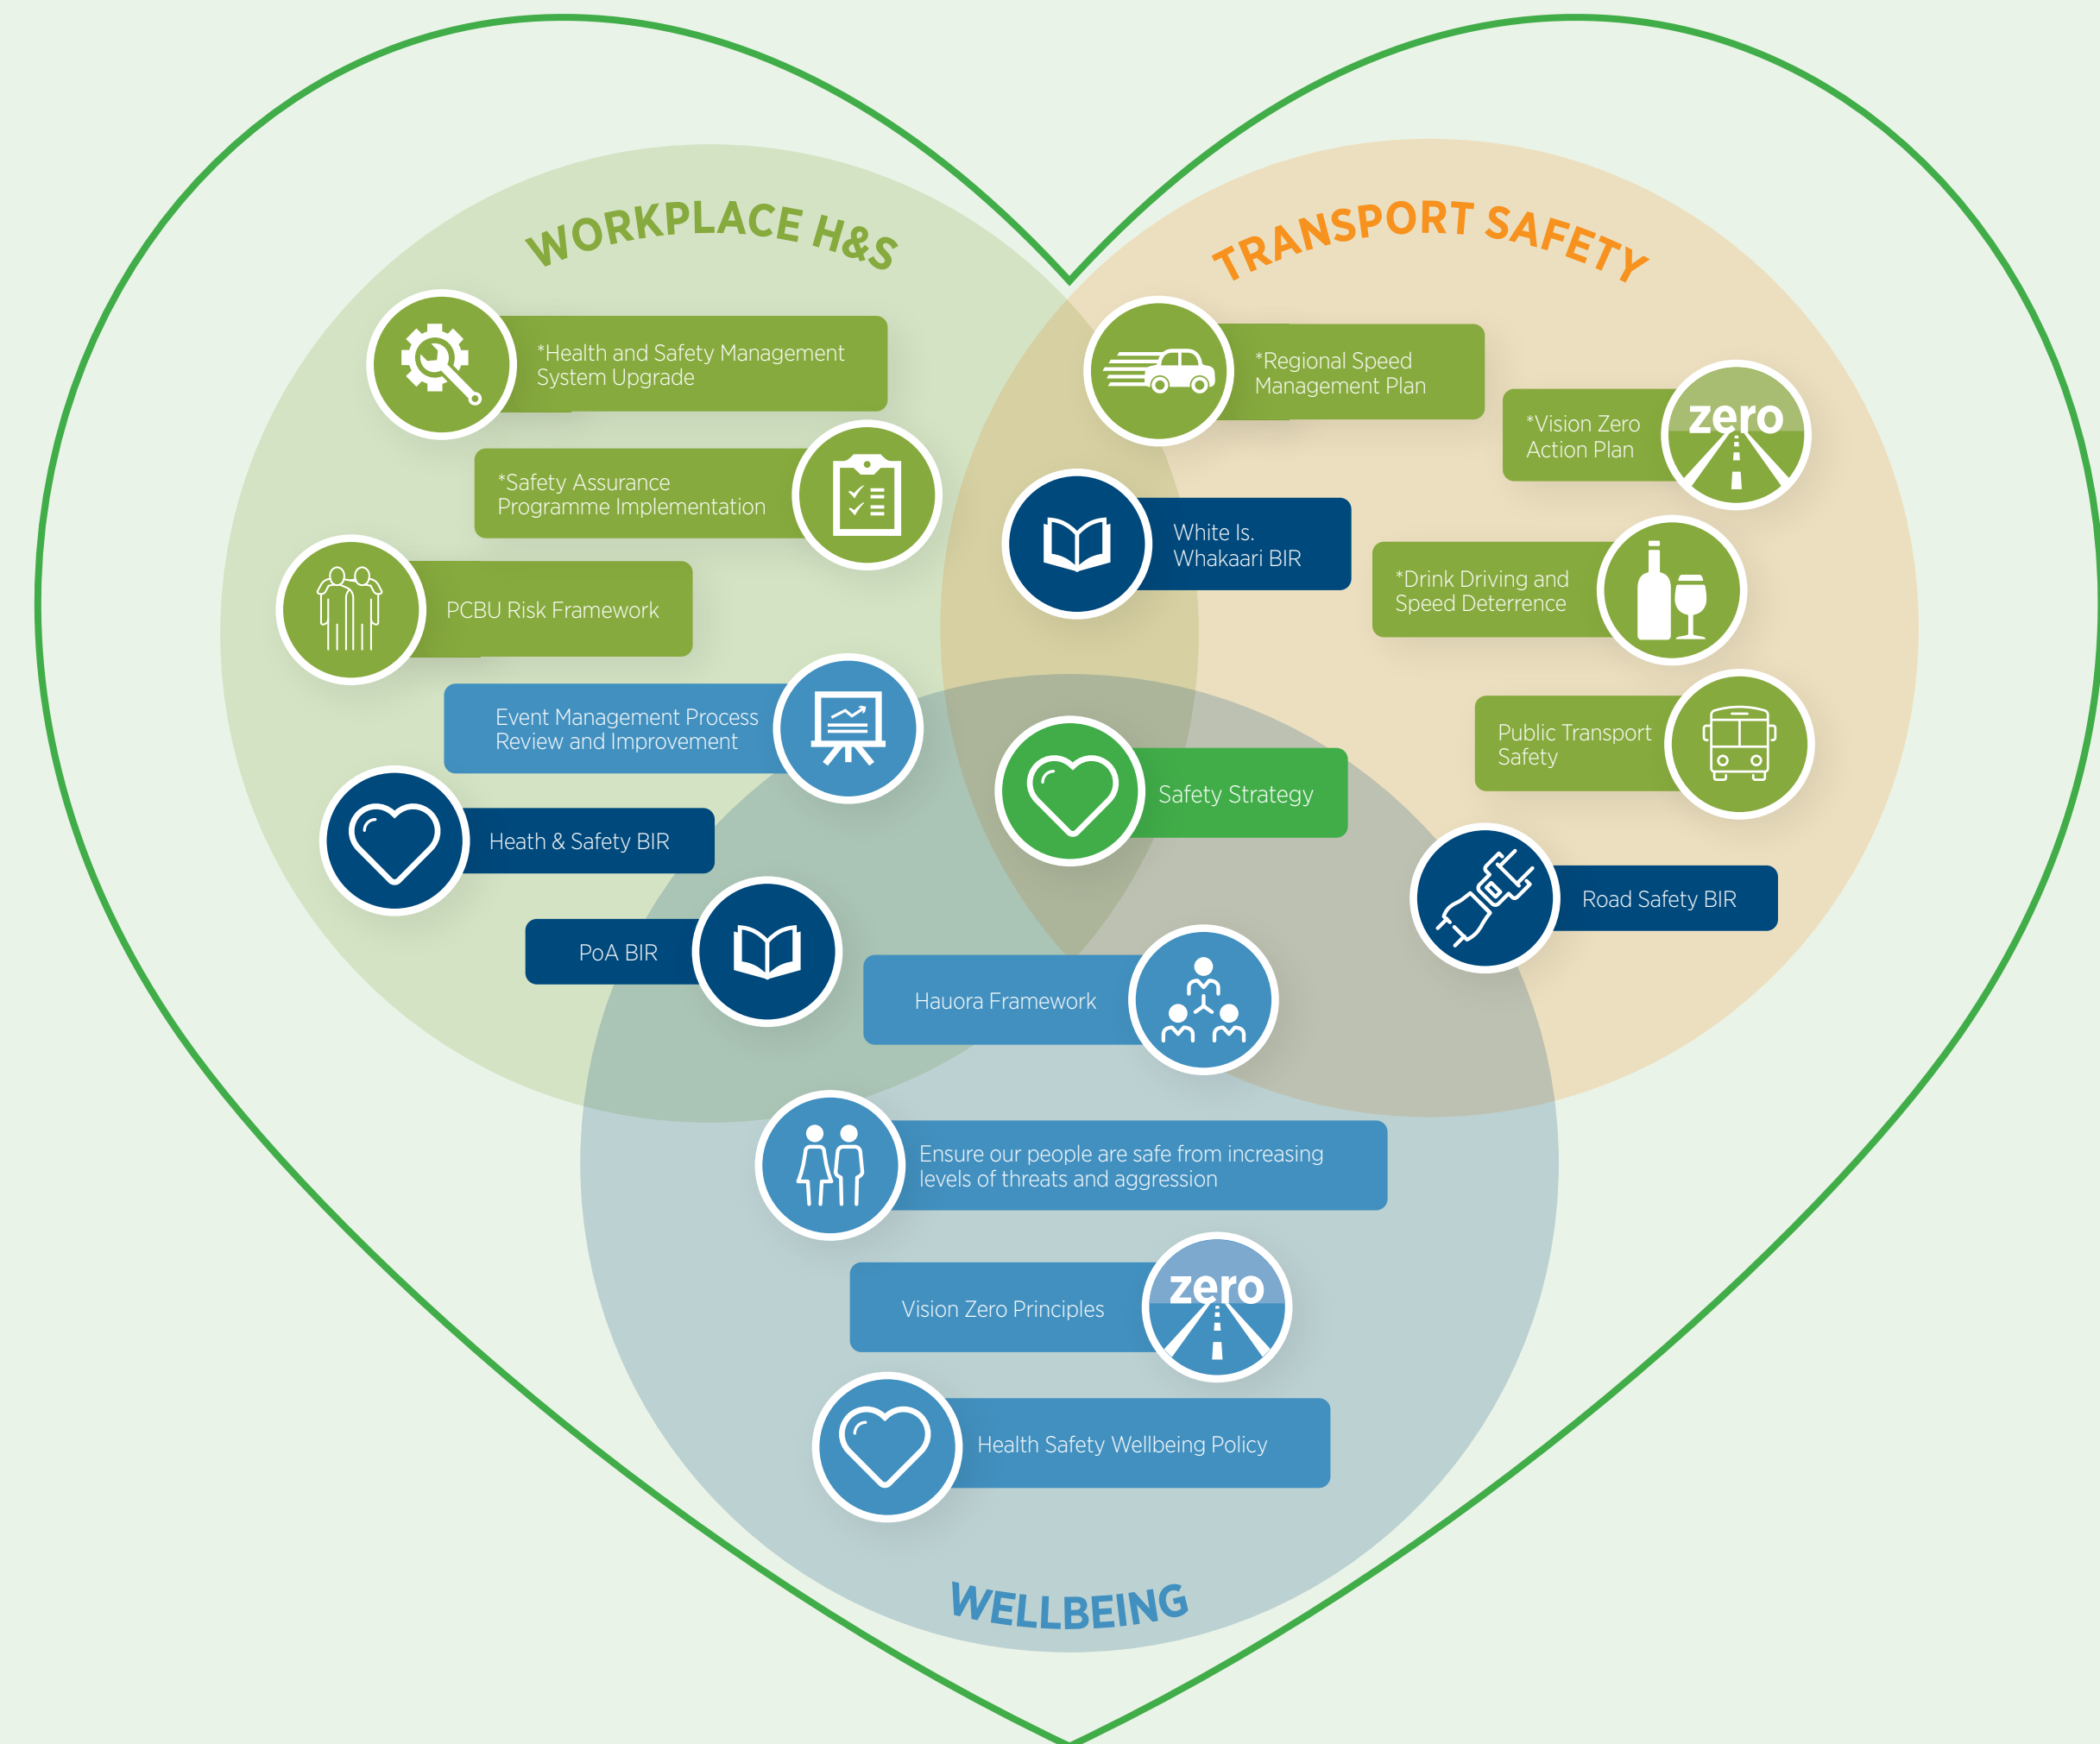 WORKPLACE H&S
*Health and Safety Management
System Upgrade
*Safety Assurance
Programme Implementation
PCBU Risk Framework
Event Management Process
Review and Improvement
Heath & Safety BIR
PoA BIR
TRANSPORT SAFETY
*Regional Speed
Management Plan
*Vision Zero
Action Plan
zero
White Is.
Whakaari BIR
*Drink Driving and
Speed Deterrence
Public Transport
Safety
Safety Strategy
Road Safety BIR
Hauora Framework
Ensure our people are safe from increasing
levels of threats and aggression
Vision Zero Principles
zero
Health Safety Wellbeing Policy
WELLBEING